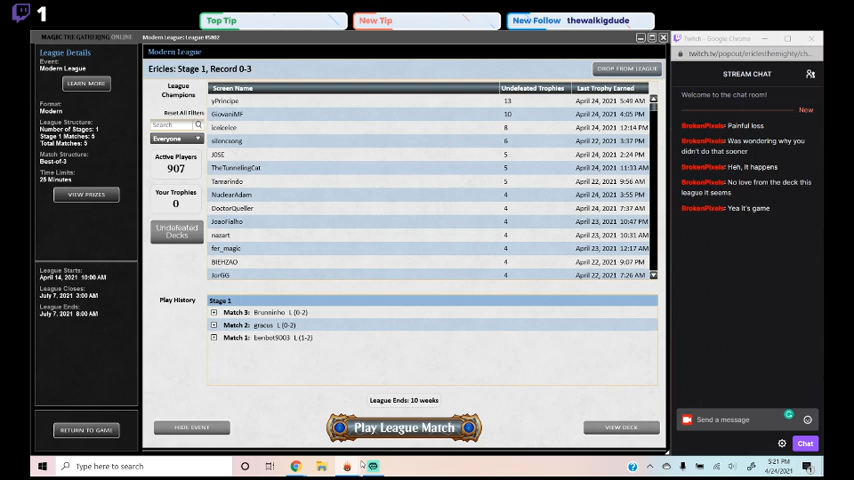 1
Top Tip
New Tip
New Follow thewalkigdude
MAGIC THE GATHERING ONLINE
Modern League: League #5802
League Details
Event:
Modern League
LEARN MORE
Format:
Modern
League Structure:
Number of Stages: 1
Stage 1 Matches: 5
Total Matches: 5
Match Structure:
Best-of-3
Time Limits:
25 Minutes
VIEW PRIZES
League Starts:
April 14, 2021 10:00 AM
League Closes:
July 7, 2021 3:00 AM
League Ends:
July 7, 2021 8:00 AM
RETURN TO GAME
Modern League
Ericles: Stage 1, Record 0-3
DROP FROM LEAGUE
League Champions
Reset All Filters
Search
Everyone
Active Players
907
Your Trophies
0
Undefeated Decks
Screen Name Undefeated Trophies Last Trophy Earned
yPrincipe 13 April 24, 2021 5:49 AM
GiovaniMF 10 April 24, 2021 4:05 PM
iceiceice 8 April 24, 2021 12:14 PM
silencsong 6 April 22, 2021 3:37 PM
J05E 5 April 24, 2021 2:24 PM
TheTunnelingCat 5 April 24, 2021 11:33 AM
Tamarindo 5 April 22, 2021 9:56 AM
NuclearAdam 4 April 24, 2021 3:55 PM
DoctorQueller 4 April 24, 2021 7:37 AM
JoaoFialho 4 April 23, 2021 10:47 PM
nazart 4 April 23, 2021 10:31 AM
fer_magic 4 April 23, 2021 12:17 AM
BIEHZAO 4 April 22, 2021 9:07 PM
JorGG 4 April 22, 2021 7:26 AM
Play History
Stage 1
Match 3: Brunninho L (0-2)
Match 2: gracus L (0-2)
Match 1: benbot9003 L (1-2)
League Ends: 10 weeks
HIDE EVENT
Play League Match
VIEW DECK
Twitch - Google Chrome
twitch.tv/popout/ericlesthemighty/ch...
STREAM CHAT
Welcome to the chat room!
New
BrokenPixels: Painful loss
BrokenPixels: Was wondering why you
didn't do that sooner
BrokenPixels: Heh, it happens
BrokenPixels: No love from the deck this
league it seems
BrokenPixels: Yea it's game
Send a message
Chat
Type here to search
5:21 PM
4/24/2021